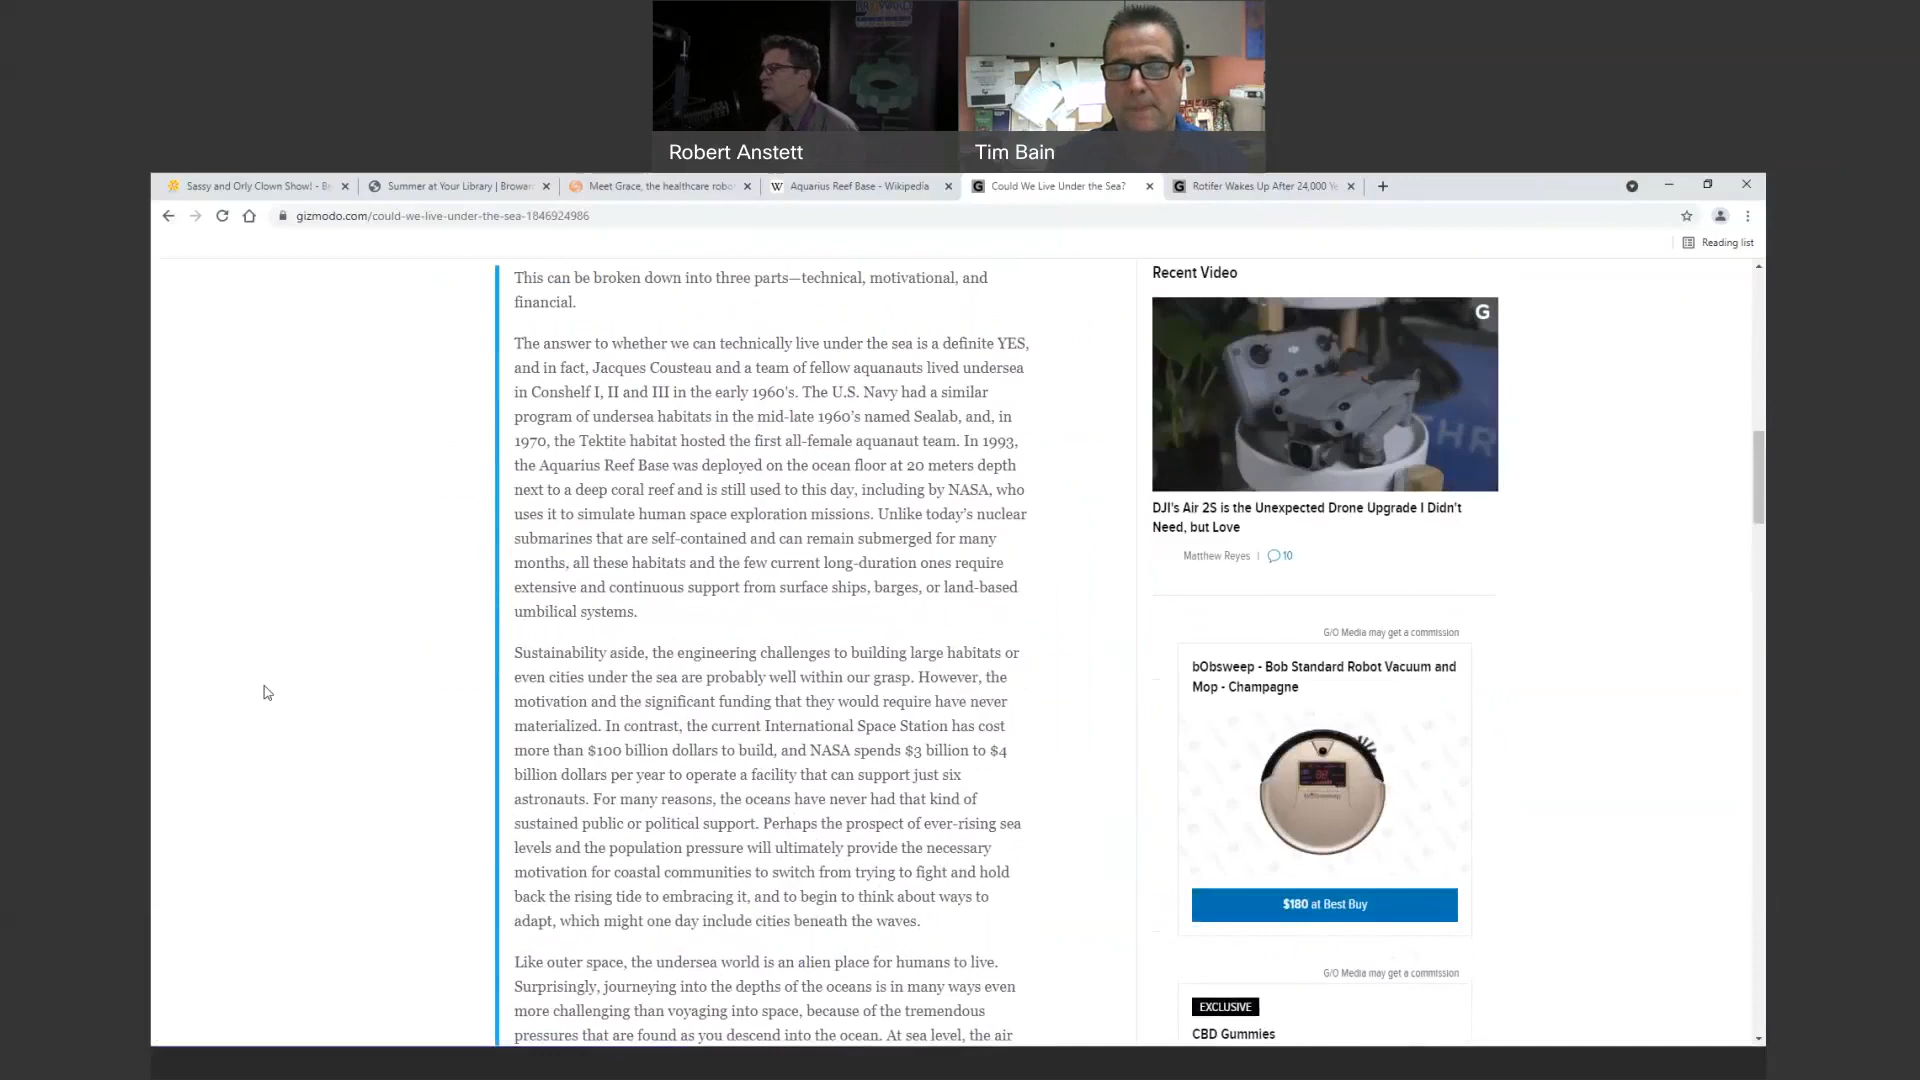 BROWARD
Robert Anstett
Tim Bain
Sassy and Orly Clown Show! - Br
Summer at Your Library | Browar
Meet Grace, the healthcare robo
Aquarius Reef Base - Wikipedia
Could We Live Under the Sea?
Rotifer Wakes Up After 24,000 Ye
gizmodo.com/could-we-live-under-the-sea-1846924986
Reading list
This can be broken down into three parts—technical, motivational, and
financial.
The answer to whether we can technically live under the sea is a definite YES,
and in fact, Jacques Cousteau and a team of fellow aquanauts lived undersea
in Conshelf I, II and III in the early 1960's. The U.S. Navy had a similar
program of undersea habitats in the mid-late 1960's named Sealab, and, in
1970, the Tektite habitat hosted the first all-female aquanaut team. In 1993,
the Aquarius Reef Base was deployed on the ocean floor at 20 meters depth
next to a deep coral reef and is still used to this day, including by NASA, who
uses it to simulate human space exploration missions. Unlike today's nuclear
submarines that are self-contained and can remain submerged for many
months, all these habitats and the few current long-duration ones require
extensive and continuous support from surface ships, barges, or land-based
umbilical systems.
Sustainability aside, the engineering challenges to building large habitats or
even cities under the sea are probably well within our grasp. However, the
motivation and the significant funding that they would require have never
materialized. In contrast, the current International Space Station has cost
more than $100 billion dollars to build, and NASA spends $3 billion to $4
billion dollars per year to operate a facility that can support just six
astronauts. For many reasons, the oceans have never had that kind of
sustained public or political support. Perhaps the prospect of ever-rising sea
levels and the population pressure will ultimately provide the necessary
motivation for coastal communities to switch from trying to fight and hold
back the rising tide to embracing it, and to begin to think about ways to
adapt, which might one day include cities beneath the waves.
Like outer space, the undersea world is an alien place for humans to live.
Surprisingly, journeying into the depths of the oceans is in many ways even
more challenging than voyaging into space, because of the tremendous
pressures that are found as you descend into the ocean. At sea level, the air
Recent Video
G
HR
DJI's Air 2S is the Unexpected Drone Upgrade I Didn't
Need, but Love
Matthew Reyes | 10
G/O Media may get a commission
bObsweep - Bob Standard Robot Vacuum and
Mop - Champagne
$180 at Best Buy
G/O Media may get a commission
EXCLUSIVE
CBD Gummies